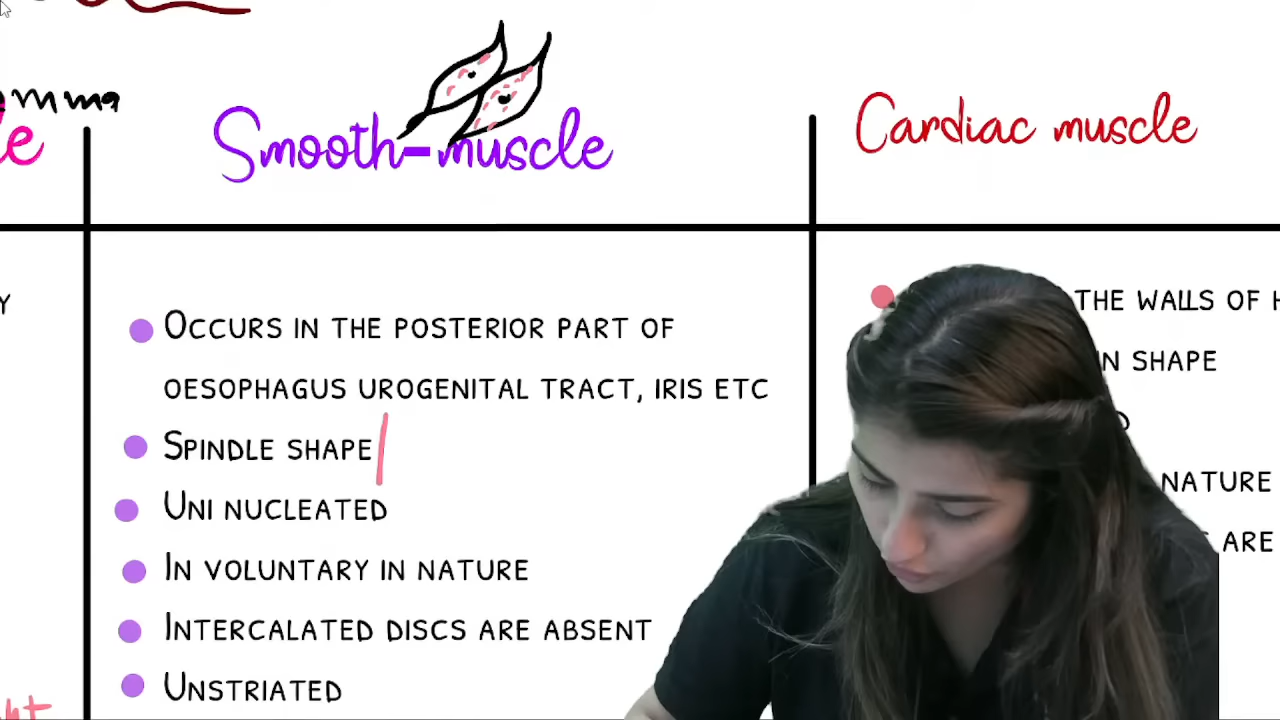 Smooth-muscle
Cardiac muscle
OCCURS IN THE POSTERIOR PART OF
OESOPHAGUS UROGENITAL TRACT, IRIS ETC
SPINDLE SHAPE
UNI NUCLEATED
IN VOLUNTARY IN NATURE
INTERCALATED DISCS ARE ABSENT
UNSTRIATED
THE WALLS OF
SHAPE
NATURE
ARE